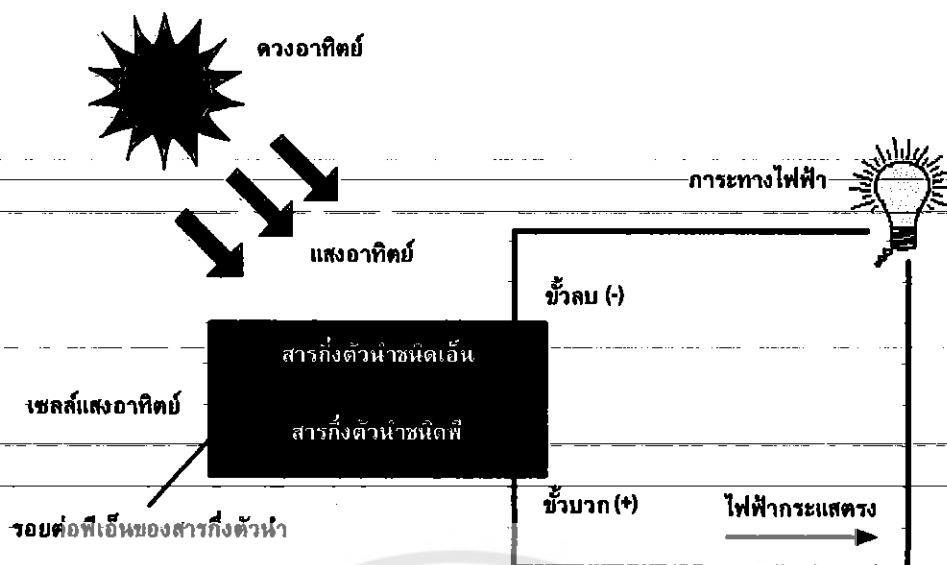 ดวงอาทิตย์
ภาระทางไฟฟ้า
แสงอาทิตย์
ขั้วลบ (-)
สารกึ่งตัวนำชนิดเอ็น
เซลล์แสงอาทิตย์
สารกึ่งตัวนำชนิดพี
ขั้วบวก (+)
ไฟฟ้ากระแสตรง
รอยต่อพีเอ็นของสารกึ่งตัวนำ